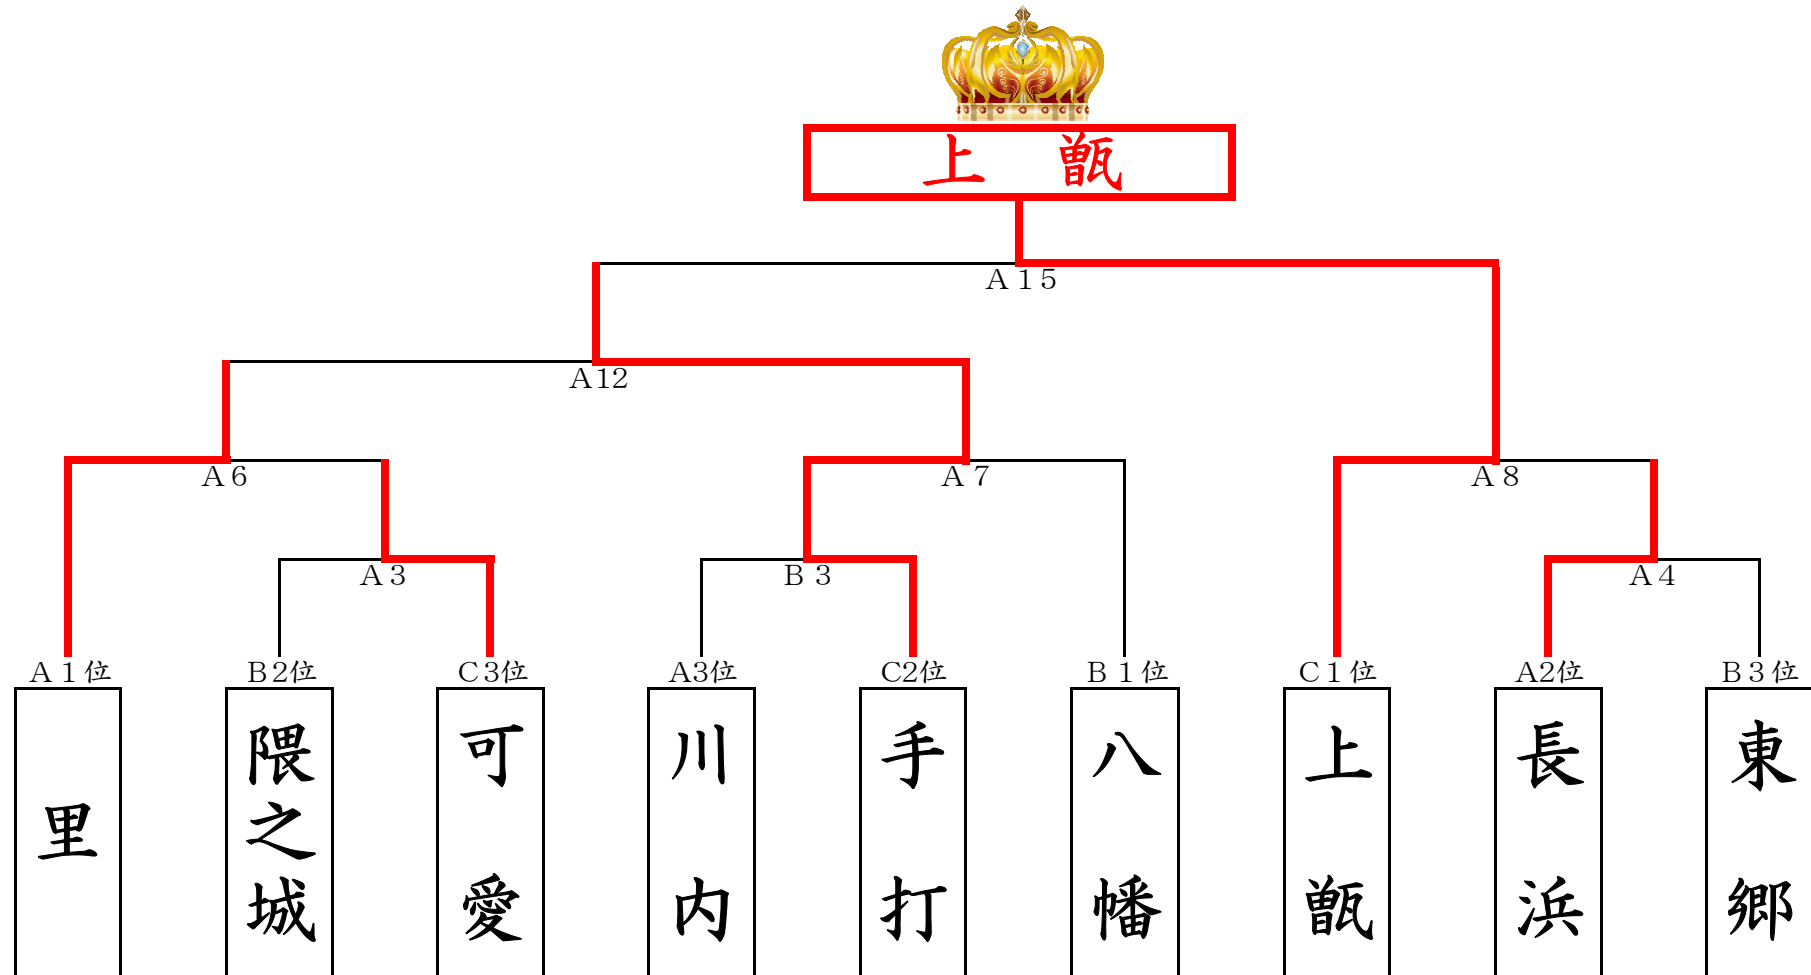 上　甑
Ａ１５
Ａ12
Ａ６
Ａ７
Ａ８
Ａ３
Ｂ３
Ａ４
Ａ１位
Ｂ2位
Ｃ3位
Ａ3位
Ｃ2位
Ｂ１位
Ｃ１位
Ａ2位
Ｂ３位
里
隈之城
可愛
川内
手打
八幡
上甑
長浜
東郷